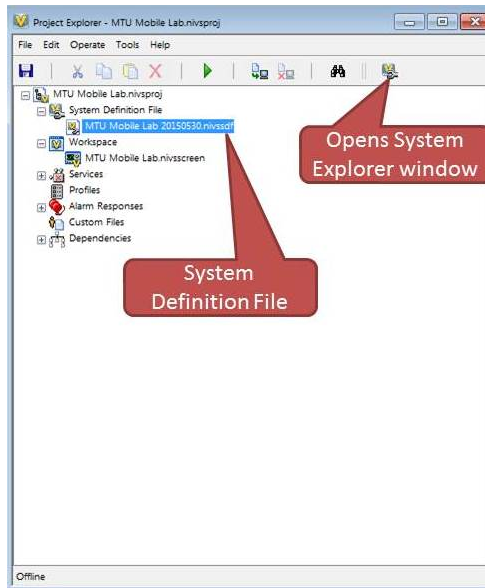 Project Explorer - MTU Mobile Lab.nivsproj
File Edit Operate Tools Help
MTU Mobile Lab.nivsproj
System Definition File
MTU Mobile Lab 20150530.nivssdf
Workspace
MTU Mobile Lab.nivsscreen
Services
Profiles
Alarm Responses
Custom Files
Dependencies
Opens System
Explorer window
System
Definition File
Offline